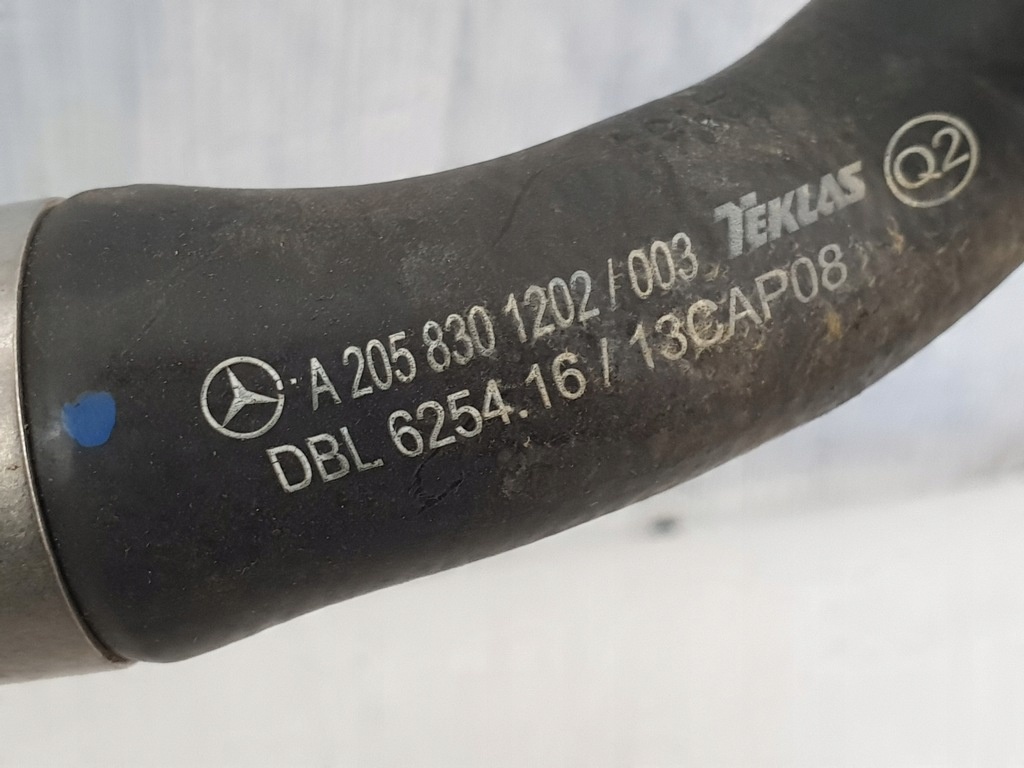 A 205 830 1202 / 003 TEKLAS Q2
DBL 6254.16 / 13CAP08